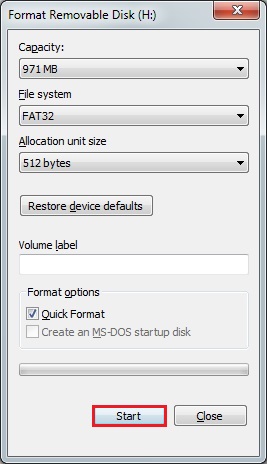 Format Removable Disk (H:)
Capacity:
971 MB
File system
FAT32
Allocation unit size
512 bytes
Restore device defaults
Volume label
Format options
Quick Format
Create an MS-DOS startup disk
Start
Close